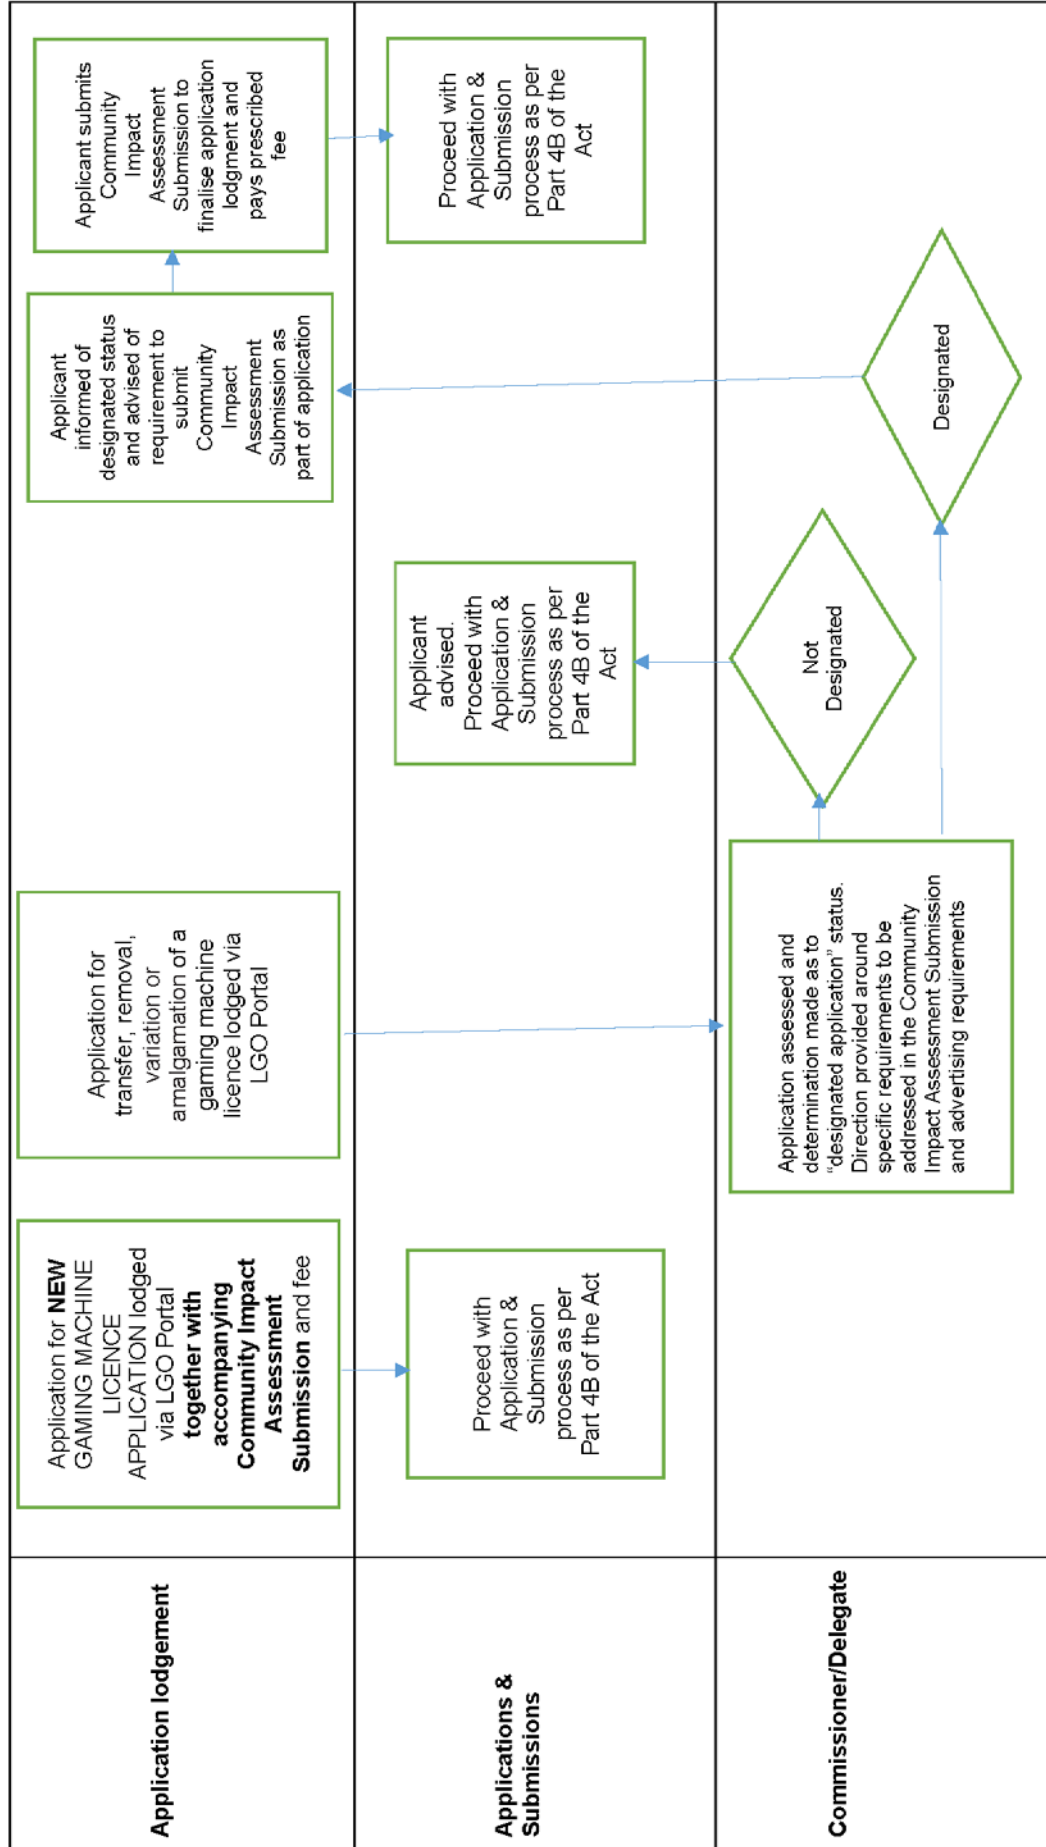 Application lodgement
Application for NEW
GAMING MACHINE
LICENCE
APPLICATION lodged
via LGO Portal
together with
accompanying
Community Impact
Assessment
Submission and fee
Application for
transfer, removal,
variation or
amalgamation of a
gaming machine
licence lodged via
LGO Portal
Applicant
informed of
designated status
and advised of
requirement to
submit
Community
Impact
Assessment
Submission as
part of application
Applicant submits
Community
Impact
Assessment
Submission to
finalise application
lodgment and
pays prescribed
fee
Applications &
Submissions
Proceed with
Application &
Submission
process as per
Part 4B of the Act
Applicant
advised.
Proceed with
Application &
Submission
process as per
Part 4B of the
Act
Proceed with
Application &
Submission
process as per
Part 4B of the
Act
Commissioner/Delegate
Application assessed and
determination made as to
“designated application” status.
Direction provided around
specific requirements to be
addressed in the Community
Impact Assessment Submission
and advertising requirements
Not
Designated
Designated